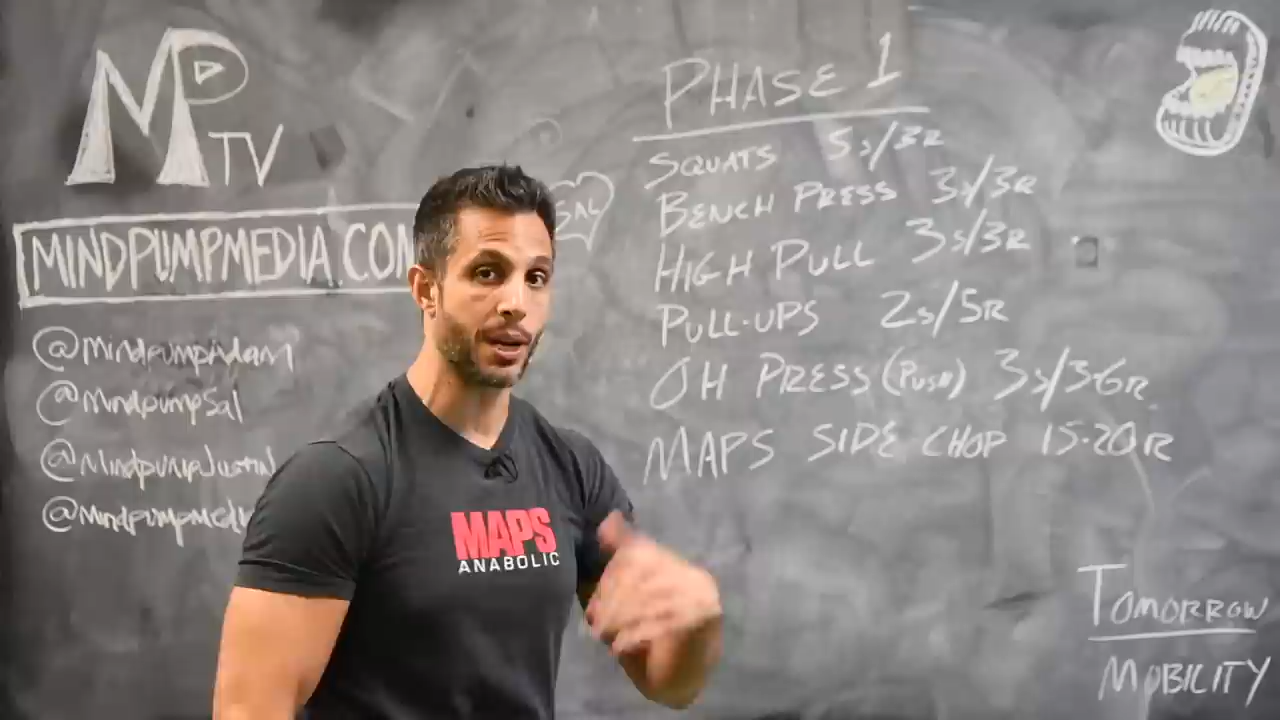 MP TV
MINDPUMPMEDIA.COM
@mindpumpAdam
@mindpumpSal
@mindpumpJustin
@mindpumpmedia
SAL
PHASE 1
SQUATS 5s/3R
BENCH PRESS 3s/3R
HIGH PULL 3s/3R
PULL-UPS 2s/5R
OH PRESS (PUSH) 3s/3-6R
MAPS SIDE CHOP 15-20R
TOMORROW
MOBILITY
MAPS
ANABOLIC